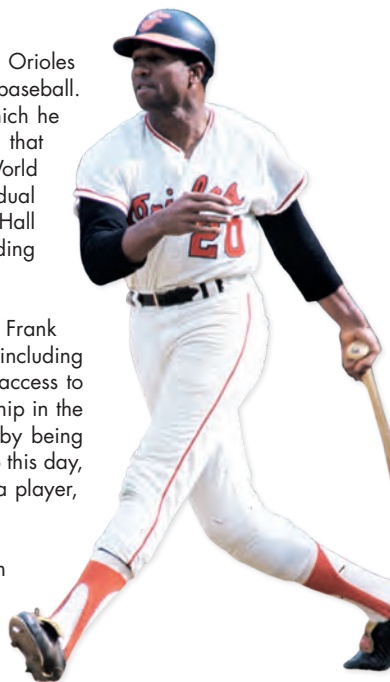 Orioles
baseball.
hich he
that
World
dual
Hall
ding
Orioles
20
Frank
including
access to
hip in the
by being
this day,
a player,